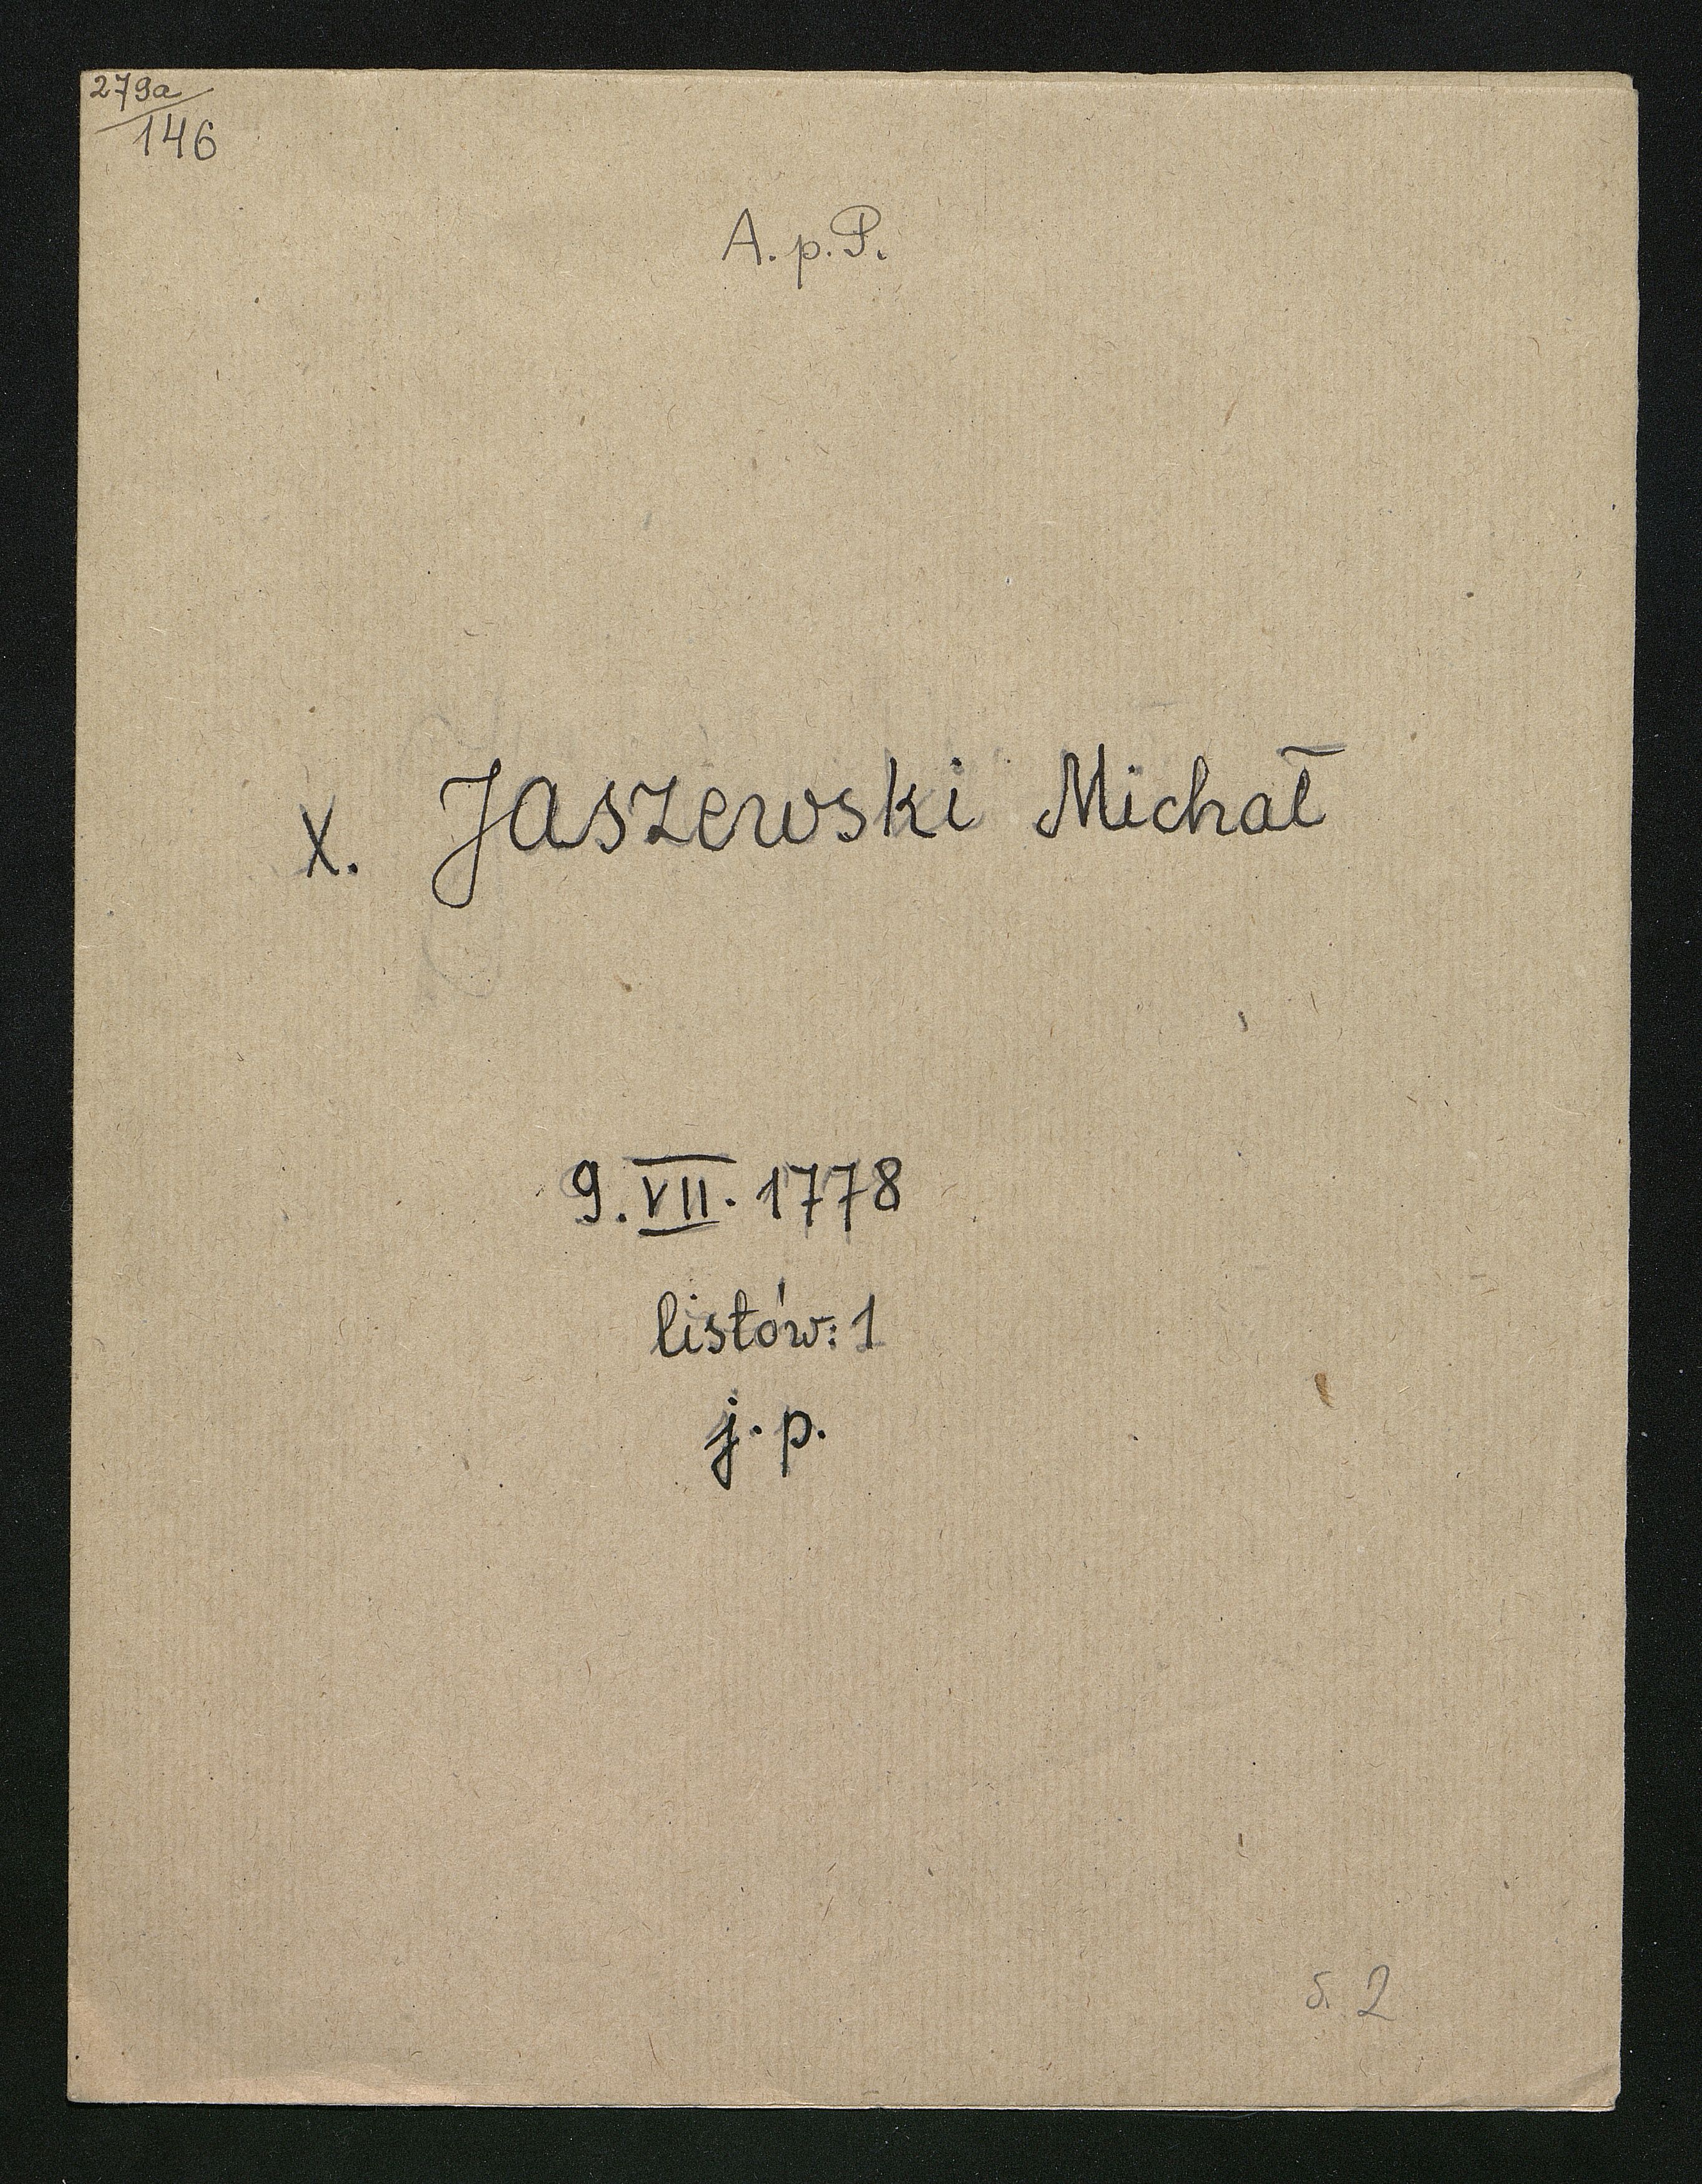 279a
146
A. p. P.
X. Jaszewski Michał
9. VII. 1778
listów: 1
j. p.
s. 2